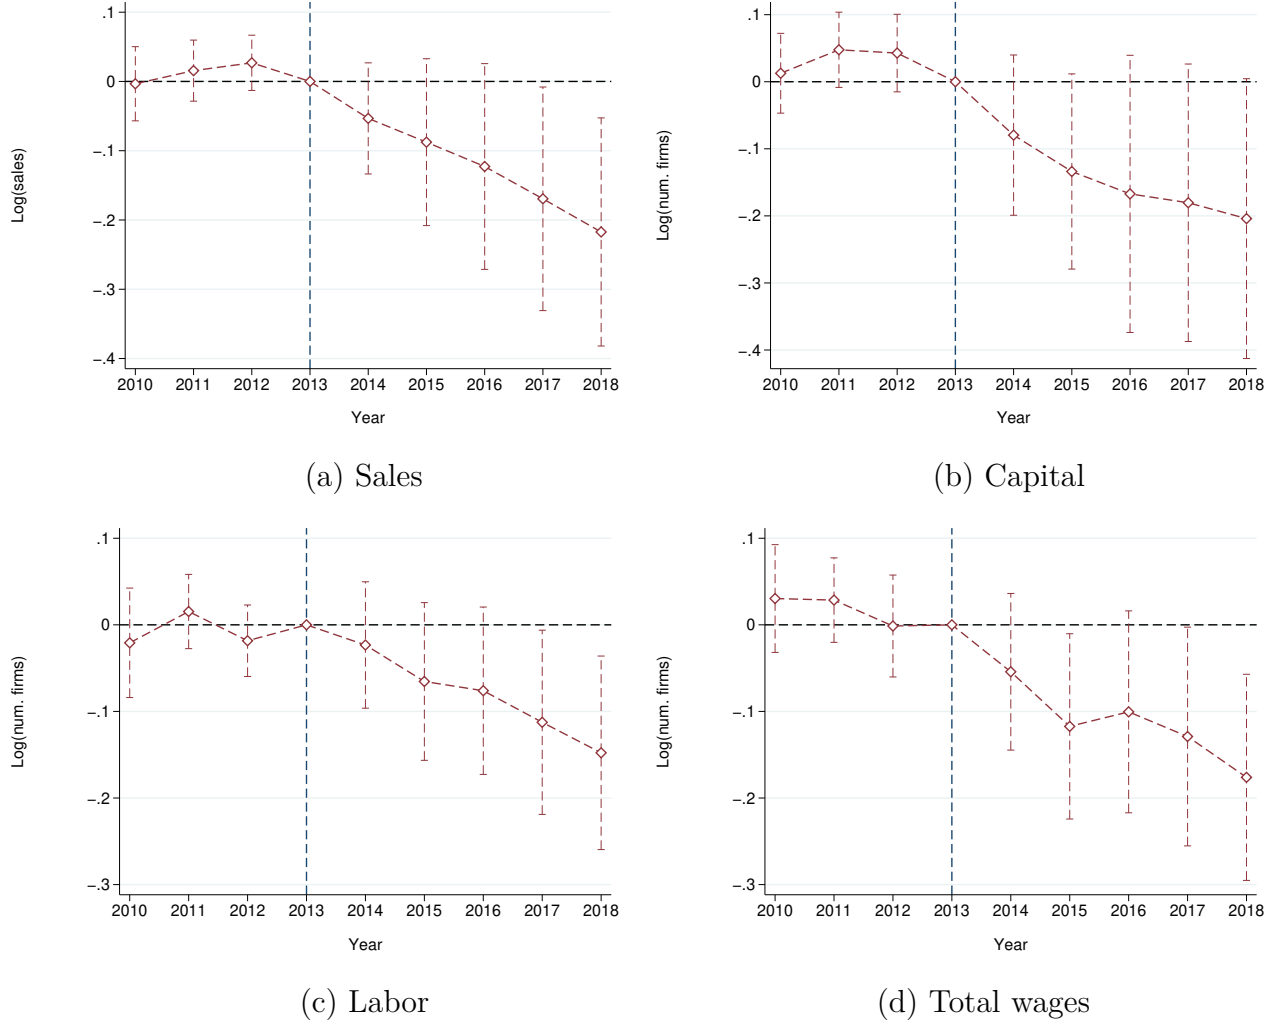 .1
0
−.1
−.2
−.3
−.4
Log(sales)
2010 2011 2012 2013 2014 2015 2016 2017 2018
Year
(a) Sales
.1
0
−.1
−.2
−.3
−.4
Log(num. firms)
2010 2011 2012 2013 2014 2015 2016 2017 2018
Year
(b) Capital
.1
0
−.1
−.2
−.3
Log(num. firms)
2010 2011 2012 2013 2014 2015 2016 2017 2018
Year
(c) Labor
.1
0
−.1
−.2
−.3
Log(num. firms)
2010 2011 2012 2013 2014 2015 2016 2017 2018
Year
(d) Total wages